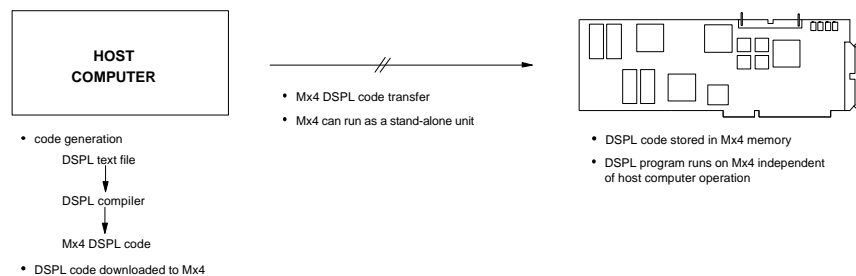 HOST
COMPUTER
• code generation
DSPL text file
DSPL compiler
Mx4 DSPL code
• DSPL code downloaded to Mx4
• Mx4 DSPL code transfer
• Mx4 can run as a stand-alone unit
• DSPL code stored in Mx4 memory
• DSPL program runs on Mx4 independent
of host computer operation